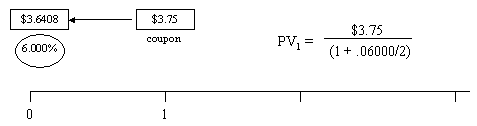 $3.6408 $3.75
6.000% coupon
PV1 = $3.75
(1 + .06000/2)
0 1